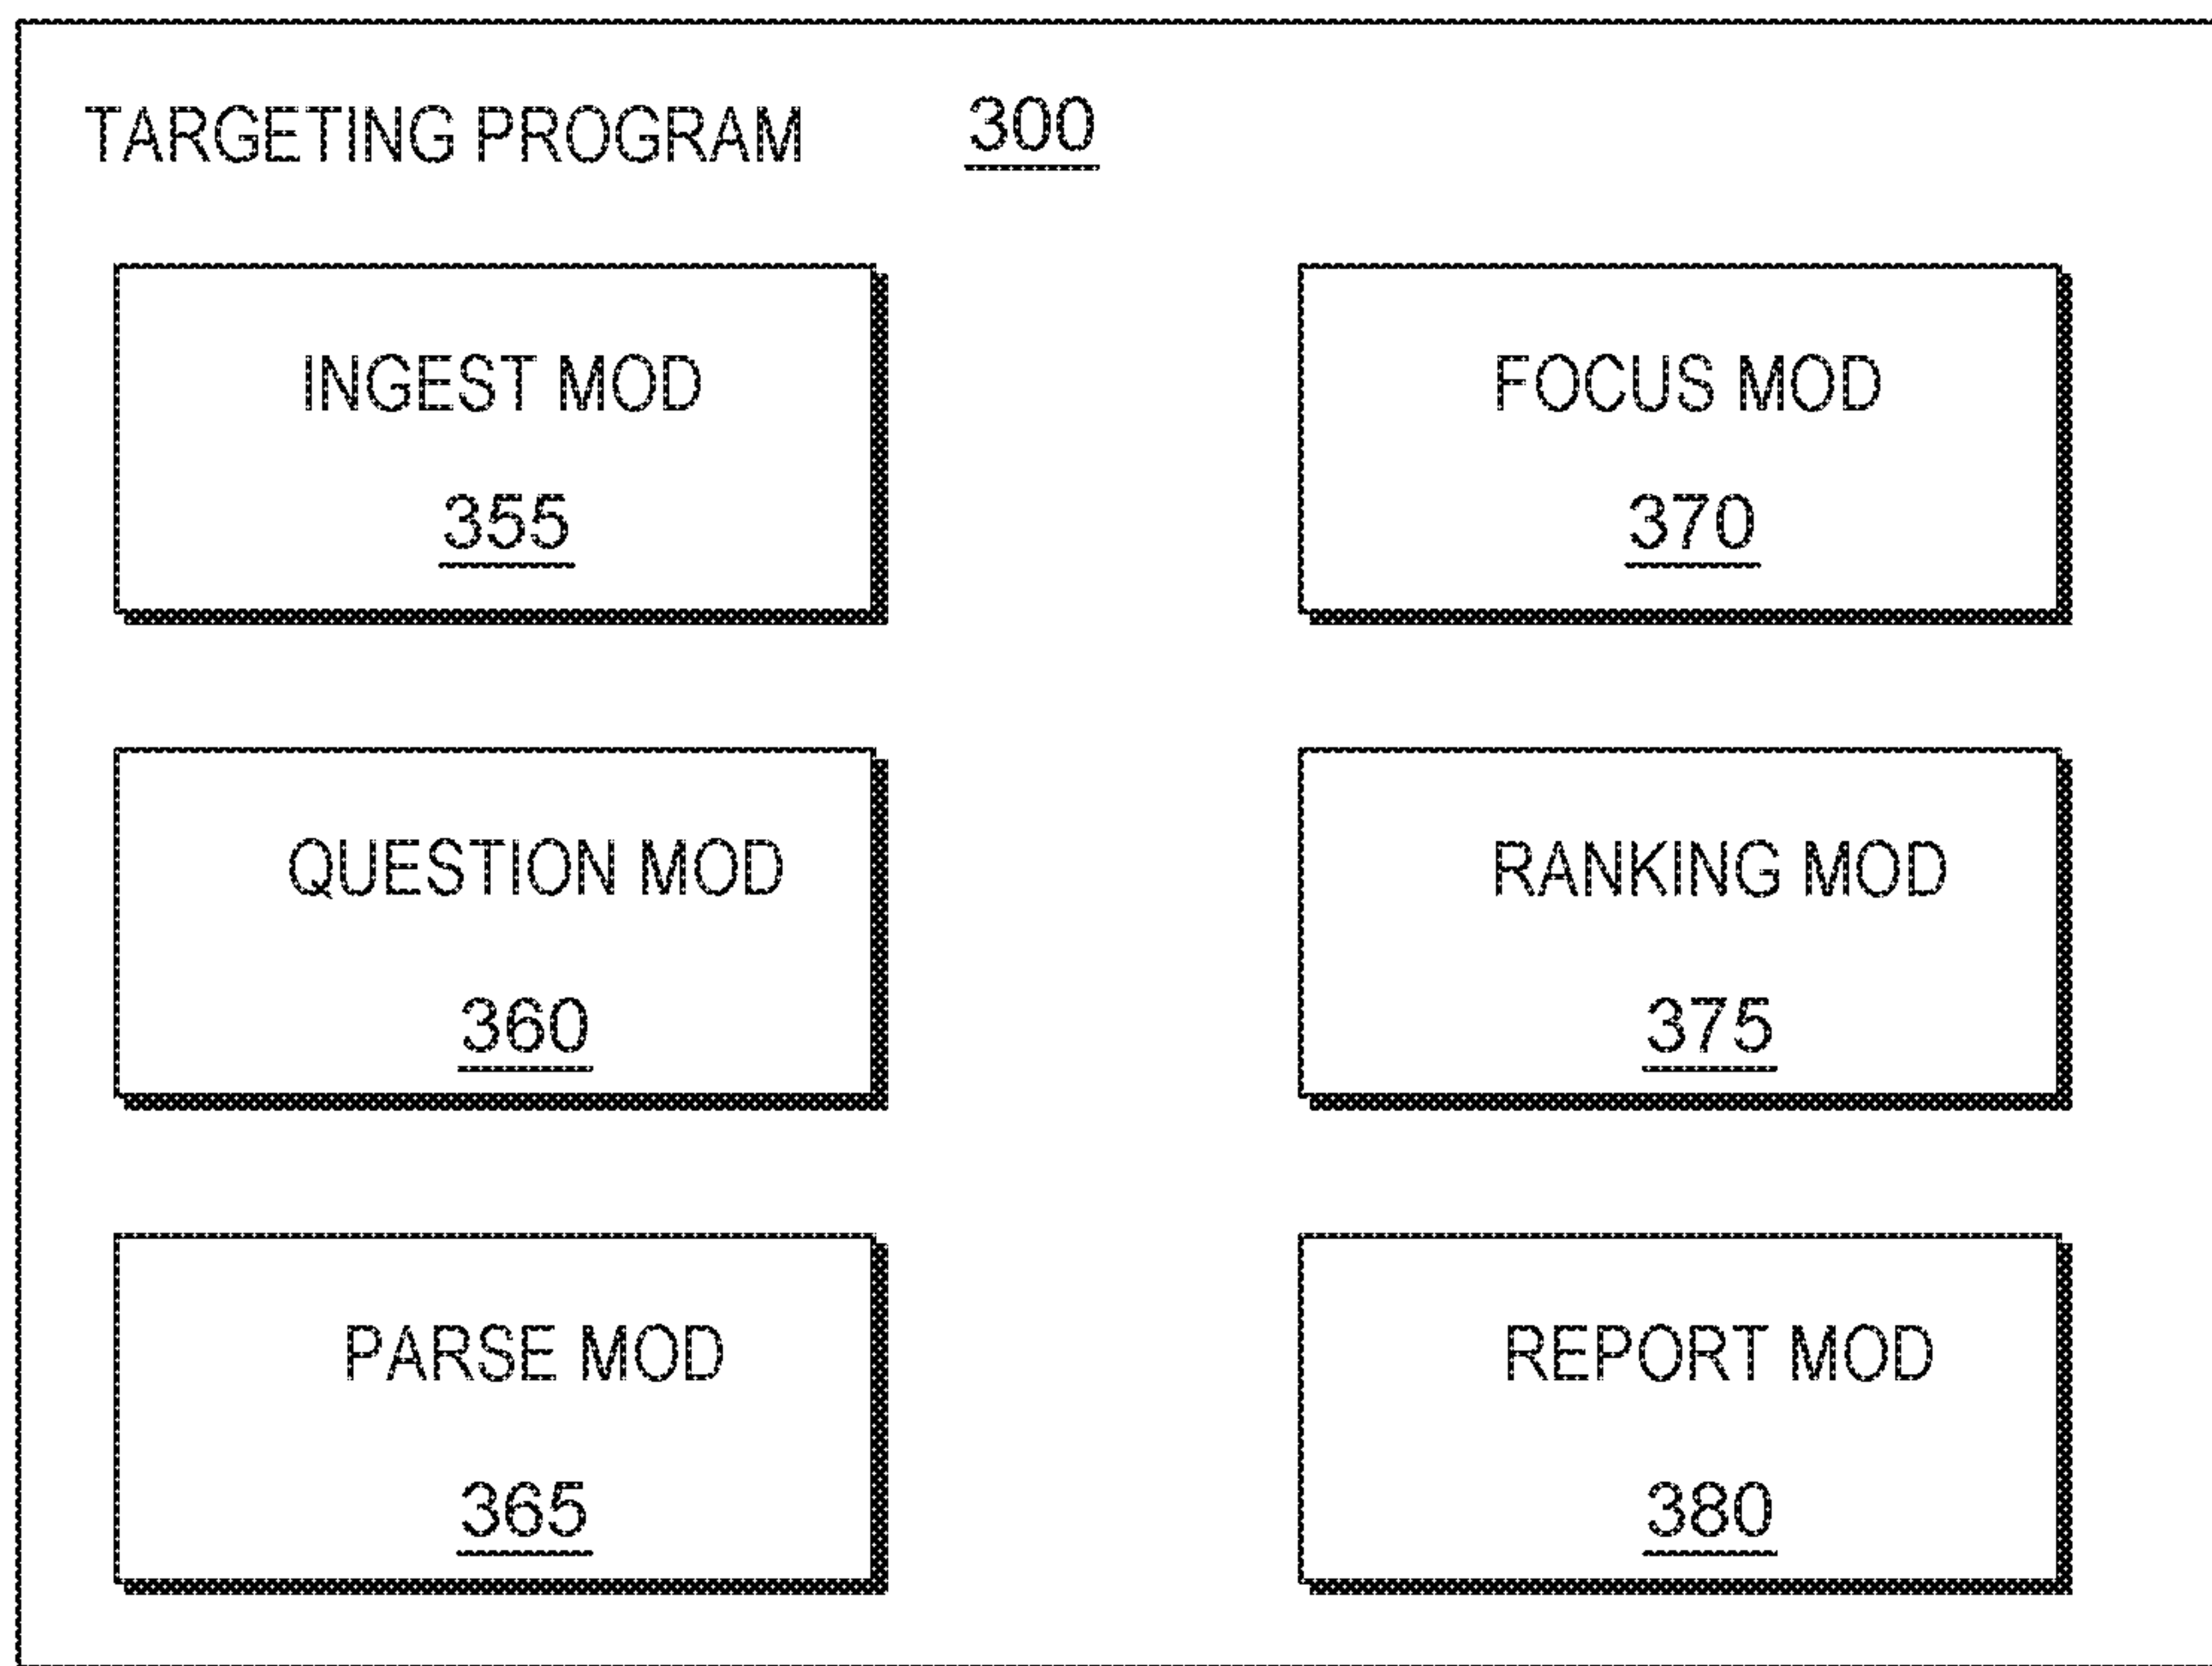 TARGETING PROGRAM 300
INGEST MOD
355
FOCUS MOD
370
QUESTION MOD
360
RANKING MOD
375
PARSE MOD
365
REPORT MOD
380